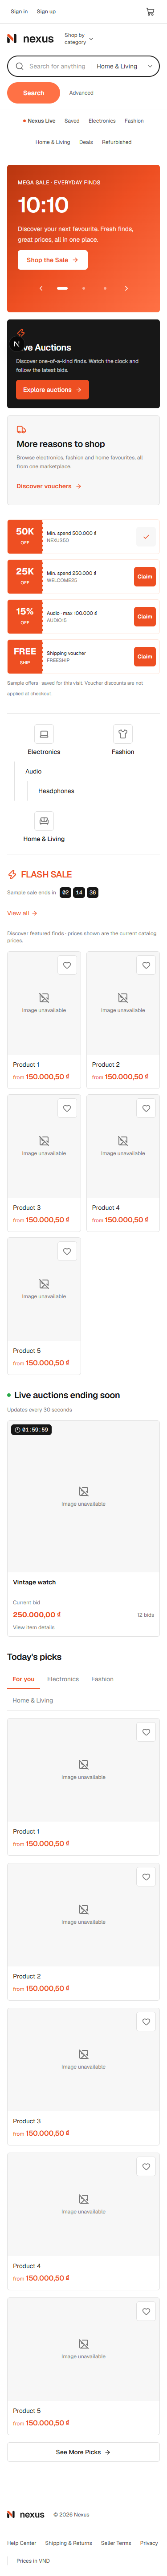 Sign in Sign up
nexus
Shop by
category
Search for anything Home & Living
Search Advanced
Nexus Live Saved Electronics Fashion
Home & Living Deals Refurbished
MEGA SALE · EVERYDAY FINDS
10:10
Discover your next favourite. Fresh finds,
great prices, all in one place.
Shop the Sale →
N
ve Auctions
Discover one-of-a-kind finds. Watch the clock and
follow the latest bids.
Explore auctions →
More reasons to shop
Browse electronics, fashion and home favourites, all
from one marketplace.
Discover vouchers →
50K
OFF
Min. spend 500.000 ₫
NEXUS50
25K
OFF
Min. spend 250.000 ₫
WELCOME25
Claim
15%
OFF
Audio · max 100.000 ₫
AUDIO15
Claim
FREE
SHIP
Shipping voucher
FREESHIP
Claim
Sample offers · saved for this visit. Voucher discounts are not
applied at checkout.
Electronics Fashion
Audio
Headphones
Home & Living
FLASH SALE
Sample sale ends in 02 14 36
View all →
Discover featured finds · prices shown are the current catalog
prices.
Image unavailable Image unavailable
Product 1 Product 2
from 150.000,50 ₫ from 150.000,50 ₫
Image unavailable Image unavailable
Product 3 Product 4
from 150.000,50 ₫ from 150.000,50 ₫
Image unavailable
Product 5
from 150.000,50 ₫
Live auctions ending soon
Updates every 30 seconds
01:59:59
Image unavailable
Vintage watch
Current bid
250.000,00 ₫ 12 bids
View item details
Today's picks
For you Electronics Fashion
Home & Living
Image unavailable
Product 1
from 150.000,50 ₫
Image unavailable
Product 2
from 150.000,50 ₫
Image unavailable
Product 3
from 150.000,50 ₫
Image unavailable
Product 4
from 150.000,50 ₫
Image unavailable
Product 5
from 150.000,50 ₫
See More Picks →
nexus © 2026 Nexus
Help Center Shipping & Returns Seller Terms Privacy
Prices in VND